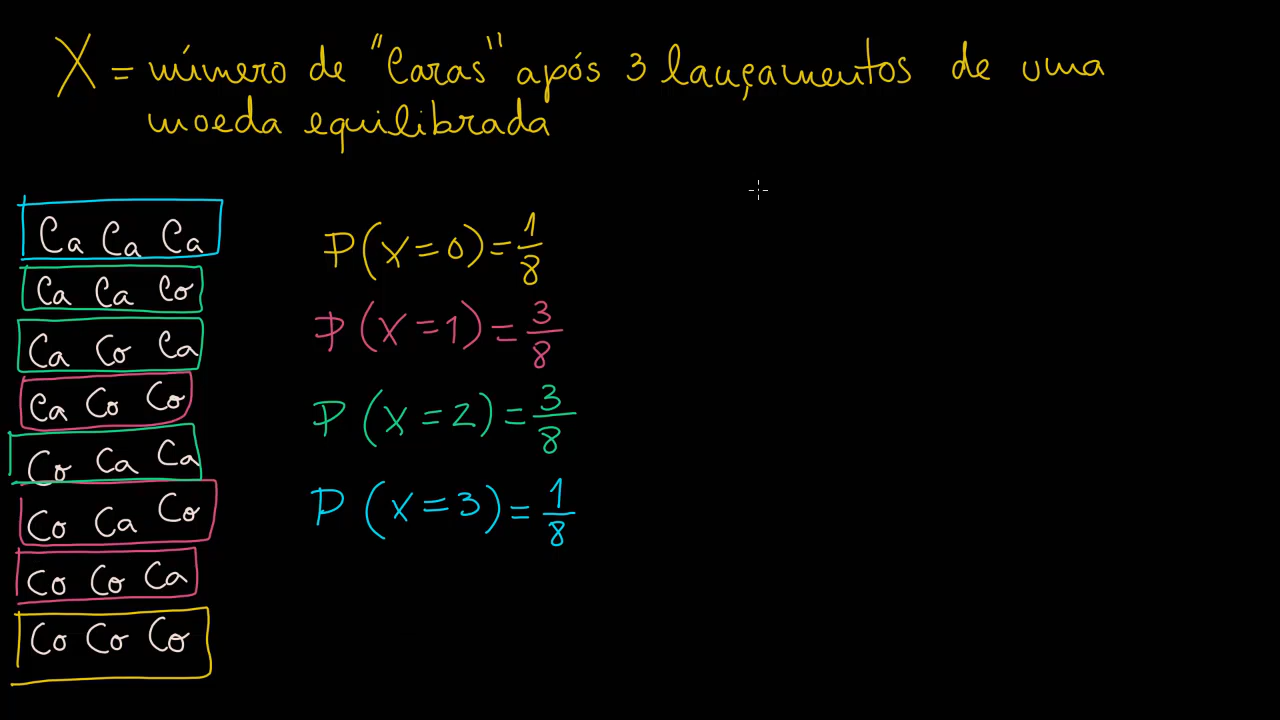 X = número de "Caras" após 3 lançamentos de uma
moeda equilibrada
Ca Ca Ca
Ca Ca Co
Ca Co Ca
Ca Co Co
Co Ca Ca
Co Ca Co
Co Co Ca
Co Co Co
P(X=0)=1/8
P(X=1)=3/8
P(X=2)=3/8
P(X=3)=1/8